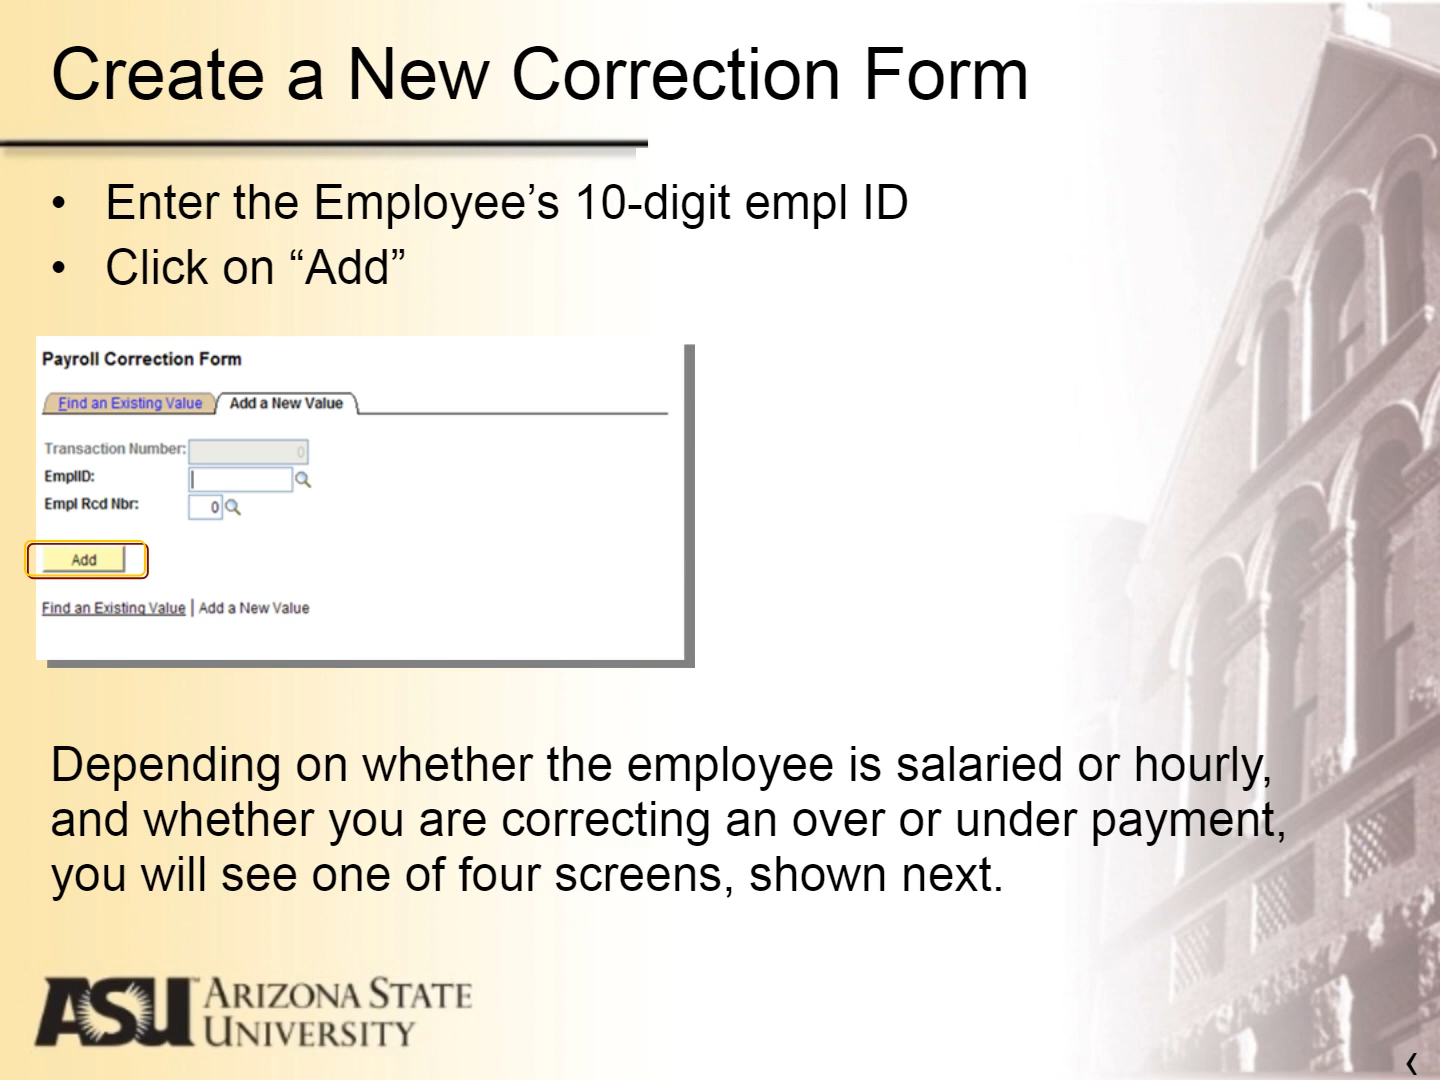 Create a New Correction Form
• Enter the Employee’s 10-digit empl ID
• Click on “Add”
Payroll Correction Form
Find an Existing Value Add a New Value
Transaction Number: 0
EmplID:
Empl Rcd Nbr: 0
Add
Find an Existing Value | Add a New Value
Depending on whether the employee is salaried or hourly,
and whether you are correcting an over or under payment,
you will see one of four screens, shown next.
ASU™ ARIZONA STATE
UNIVERSITY
‹